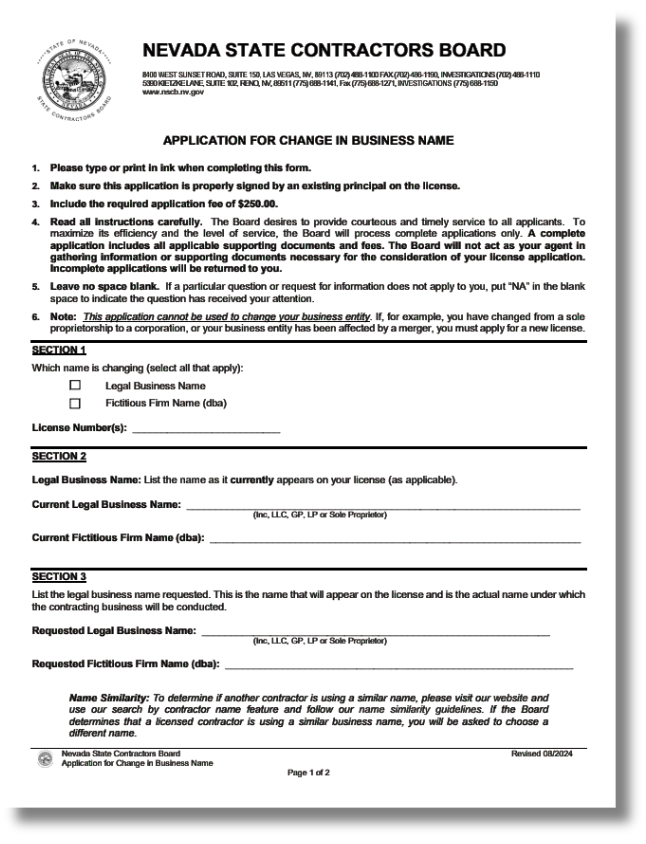 STATE OF NEVADA
STATE CONTRACTORS BOARD
NEVADA STATE CONTRACTORS BOARD
8400 WEST SUNSET ROAD, SUITE 150, LAS VEGAS, NV, 89113 (702) 486-1100 FAX (702) 486-1190, INVESTIGATIONS (702) 486-1110
5390 KIETZKE LANE, SUITE 102, RENO, NV, 89511 (775) 688-1141, Fax (775) 688-1271, INVESTIGATIONS (775) 688-1150
www.nscb.nv.gov
APPLICATION FOR CHANGE IN BUSINESS NAME
1. Please type or print in ink when completing this form.
2. Make sure this application is properly signed by an existing principal on the license.
3. Include the required application fee of $250.00.
4. Read all instructions carefully. The Board desires to provide courteous and timely service to all applicants. To
maximize its efficiency and the level of service, the Board will process complete applications only. A complete
application includes all applicable supporting documents and fees. The Board will not act as your agent in
gathering information or supporting documents necessary for the consideration of your license application.
Incomplete applications will be returned to you.
5. Leave no space blank. If a particular question or request for information does not apply to you, put "NA" in the blank
space to indicate the question has received your attention.
6. Note: This application cannot be used to change your business entity. If, for example, you have changed from a sole
proprietorship to a corporation, or your business entity has been affected by a merger, you must apply for a new license.
SECTION 1
Which name is changing (select all that apply):
☐ Legal Business Name
☐ Fictitious Firm Name (dba)
License Number(s): ____________________
SECTION 2
Legal Business Name: List the name as it currently appears on your license (as applicable).
Current Legal Business Name: ____________________
(Inc, LLC, GP, LP or Sole Proprietor)
Current Fictitious Firm Name (dba): ____________________
SECTION 3
List the legal business name requested. This is the name that will appear on the license and is the actual name under which
the contracting business will be conducted.
Requested Legal Business Name: ____________________
(Inc, LLC, GP, LP or Sole Proprietor)
Requested Fictitious Firm Name (dba): ____________________
Name Similarity: To determine if another contractor is using a similar name, please visit our website and
use our search by contractor name feature and follow our name similarity guidelines. If the Board
determines that a licensed contractor is using a similar business name, you will be asked to choose a
different name.
Nevada State Contractors Board
Application for Change in Business Name
Revised 08/2024
Page 1 of 2